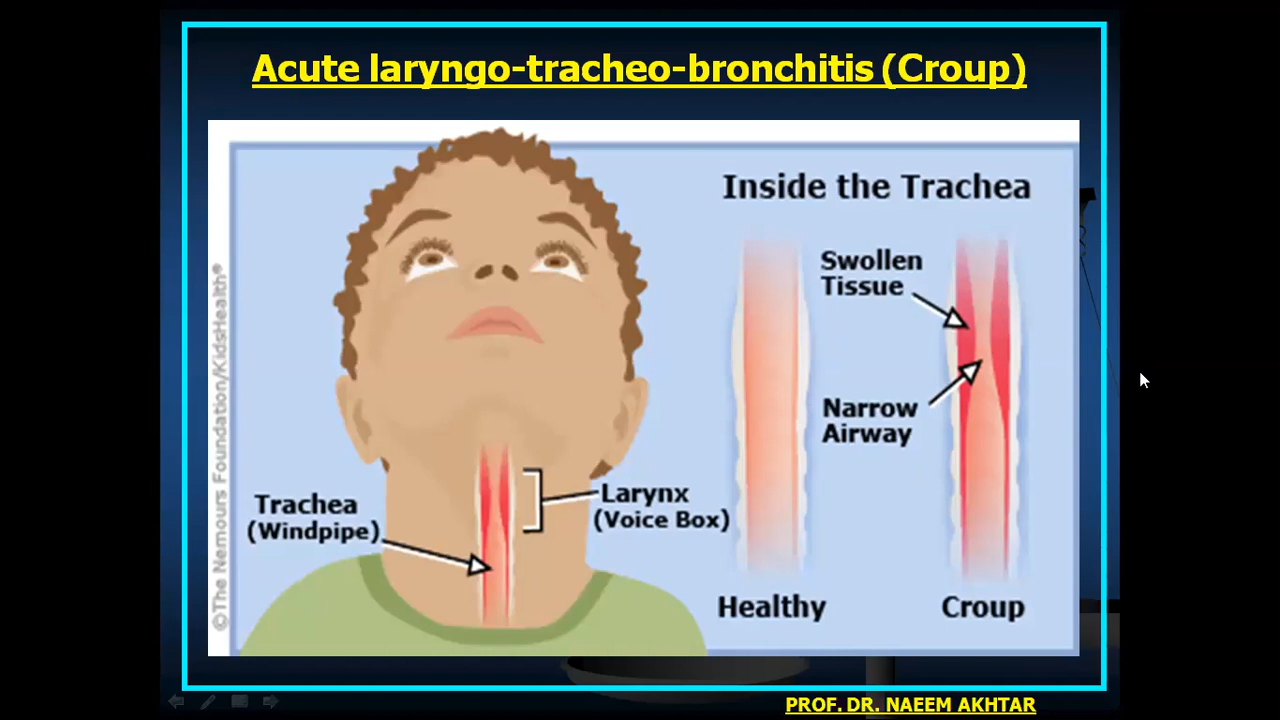 Acute laryngo-tracheo-bronchitis (Croup)
Inside the Trachea
Swollen
Tissue
Narrow
Airway
Trachea
(Windpipe)
Larynx
(Voice Box)
Healthy
Croup
©The Nemours Foundation/KidsHealth®
PROF. DR. NAEEM AKHTAR